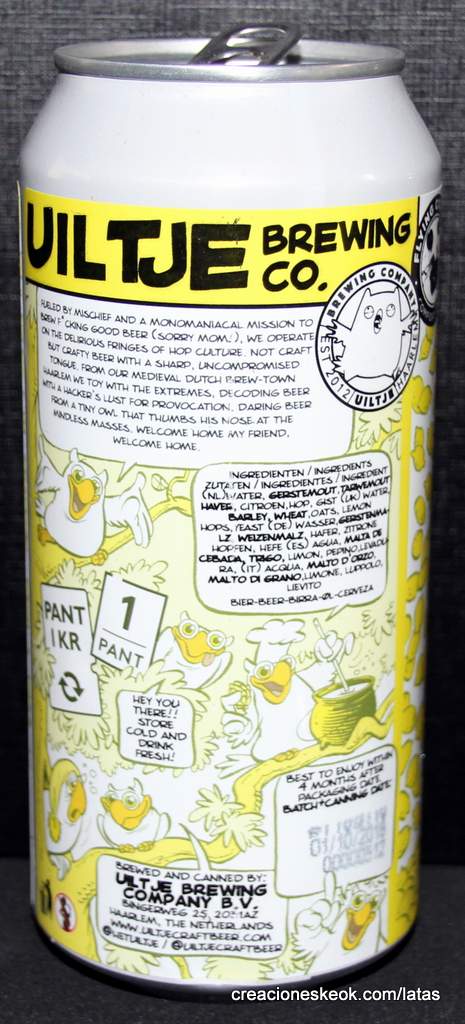 UILTJE BREWING CO.
FUELED BY MISCHIEF AND A MONOMANIACAL MISSION TO
BREW F*CKING GOOD BEER (SORRY MOM!), WE OPERATE
ON THE DELIRIOUS FRINGES OF HOP CULTURE. NOT CRAFT
BUT CRAFTY BEER WITH A SHARP, UNCOMPROMISED
TONGUE. FROM OUR MEDIEVAL DUTCH BREW-TOWN
HAARLEM WE TOY WITH THE EXTREMES, DECODING BEER
WITH A HACKER'S LUST FOR PROVOCATION. DARING BEER
FROM A TINY OWL THAT THUMBS HIS NOSE AT THE
MINDLESS MASSES. WELCOME HOME MY FRIEND,
WELCOME HOME.
BREWING COMPANY
EST 2012
UILTJE
HAARLEM
FLYING
INGREDIENTEN / INGREDIENTS
ZUTATEN / INGREDIENTES / INGREDIENTI
(NL) WATER, GERSTEMOUT, TARWEMOUT
HAVER, CITROEN, HOP, GIST (UK) WATER,
BARLEY, WHEAT, OATS, LEMON
HOPS, YEAST (DE) WASSER, GERSTENMA-
LZ WEIZENMALZ, HAFER, ZITRONE
HOPFEN, HEFE (ES) AGUA, MALTA DE
CEBADA, TRIGO, LIMON, PEPINO, LEVADU-
RA, (IT) ACQUA, MALTO D'ORZO,
MALTO DI GRANO, LIMONE, LUPPOLO,
LIEVITO
BIER-BEER-BIRRA-ØL-CERVEZA
PANT
1 KR
1
PANT
HEY YOU
THERE!!
STORE
COLD AND
DRINK
FRESH!
BEST TO ENJOY WITHIN
4 MONTHS AFTER
PACKAGING DATE
BATCH+CANNING DATE
BREWED AND CANNED BY:
UILTJE BREWING
COMPANY B.V.
BINGERWEG 25, 2031AZ
HAARLEM, THE NETHERLANDS
WWW.UILTJECRAFTBEER.COM
@HETUILTJE / @UILTJECRAFTBEER
creacioneskeok.com/latas